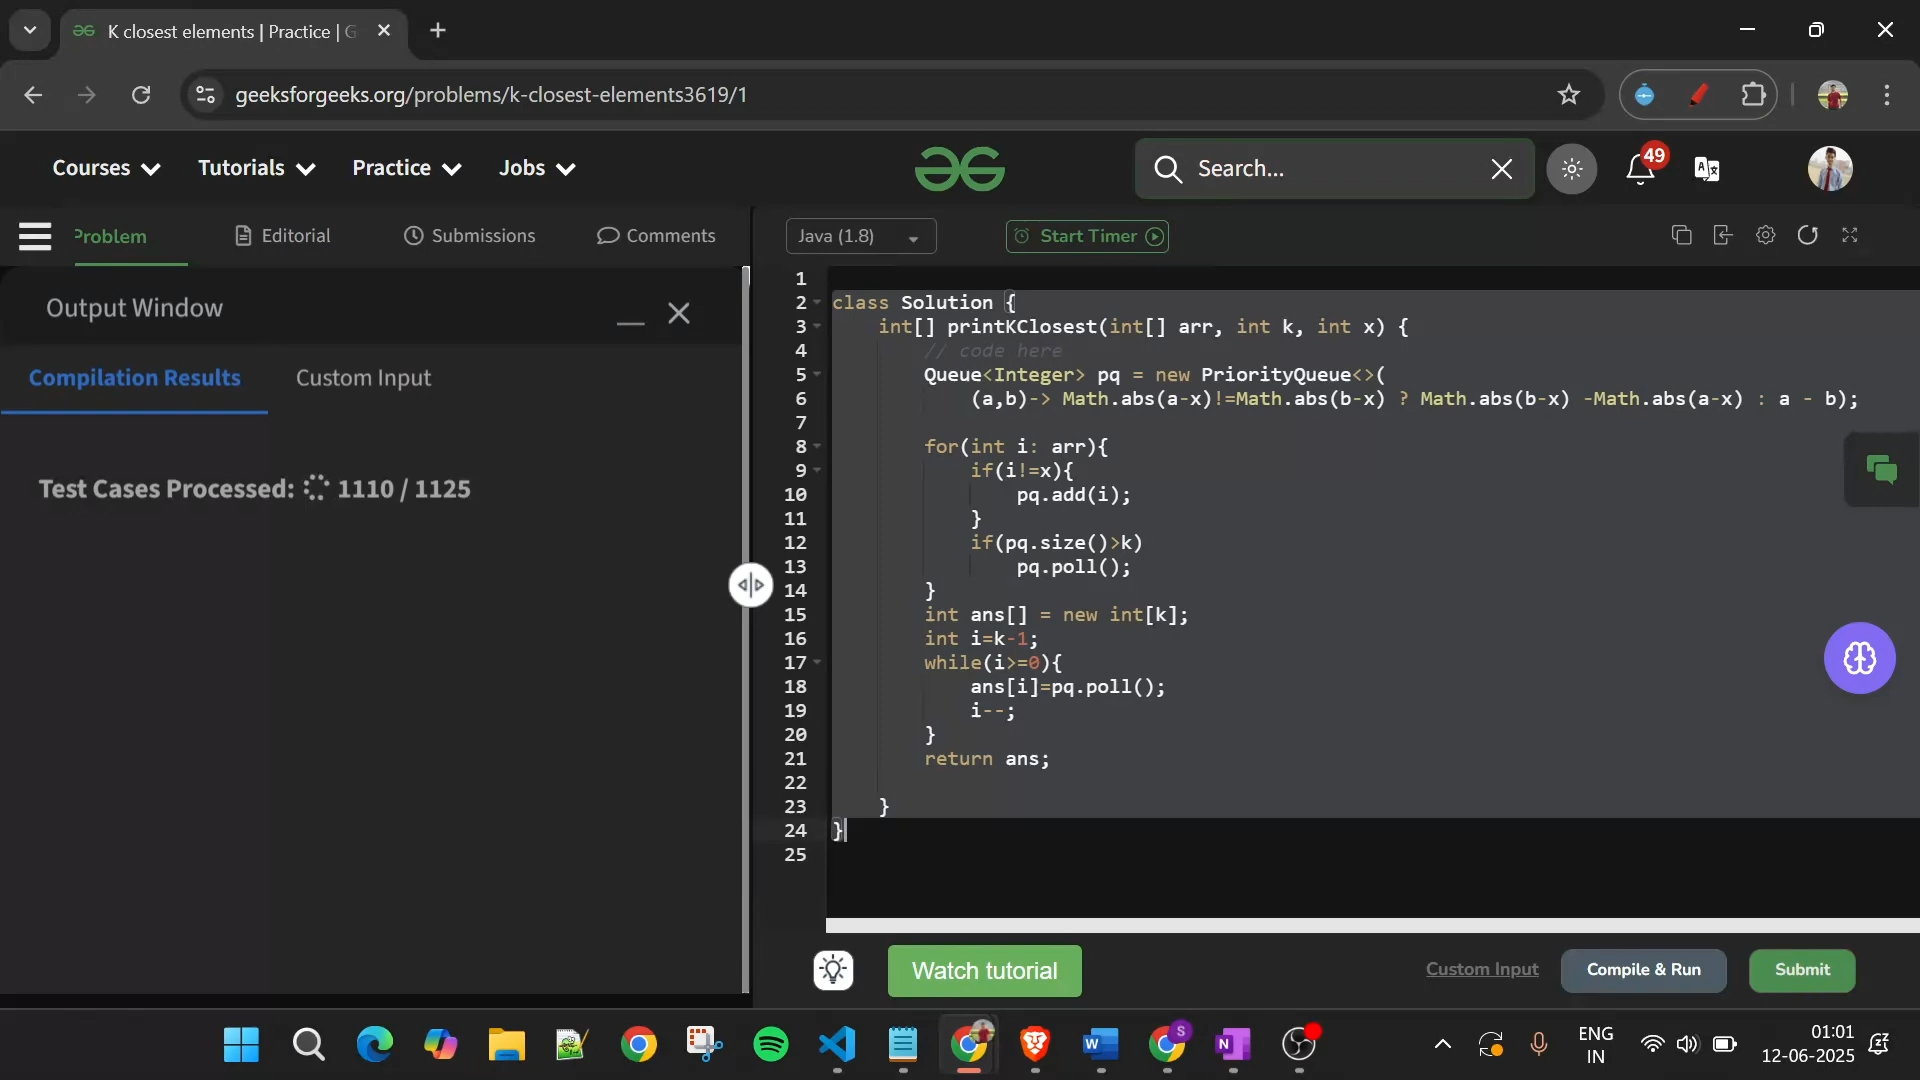 K closest elements | Practice | G
geeksforgeeks.org/problems/k-closest-elements3619/1
Courses Tutorials Practice Jobs
Search...
49
Problem Editorial Submissions Comments
Java (1.8) Start Timer
Output Window
Compilation Results Custom Input
Test Cases Processed: 1110 / 1125
1
2 class Solution {
3 int[] printKClosest(int[] arr, int k, int x) {
4 // code here
5 Queue<Integer> pq = new PriorityQueue<>(
6 (a,b)-> Math.abs(a-x)!=Math.abs(b-x) ? Math.abs(b-x) -Math.abs(a-x) : a - b);
7
8 for(int i: arr){
9 if(i!=x){
10 pq.add(i);
11 }
12 if(pq.size()>k)
13 pq.poll();
14 }
15 int ans[] = new int[k];
16 int i=k-1;
17 while(i>=0){
18 ans[i]=pq.poll();
19 i--;
20 }
21 return ans;
22
23 }
24 }
25
Watch tutorial Custom Input Compile & Run Submit
ENG
IN
01:01
12-06-2025